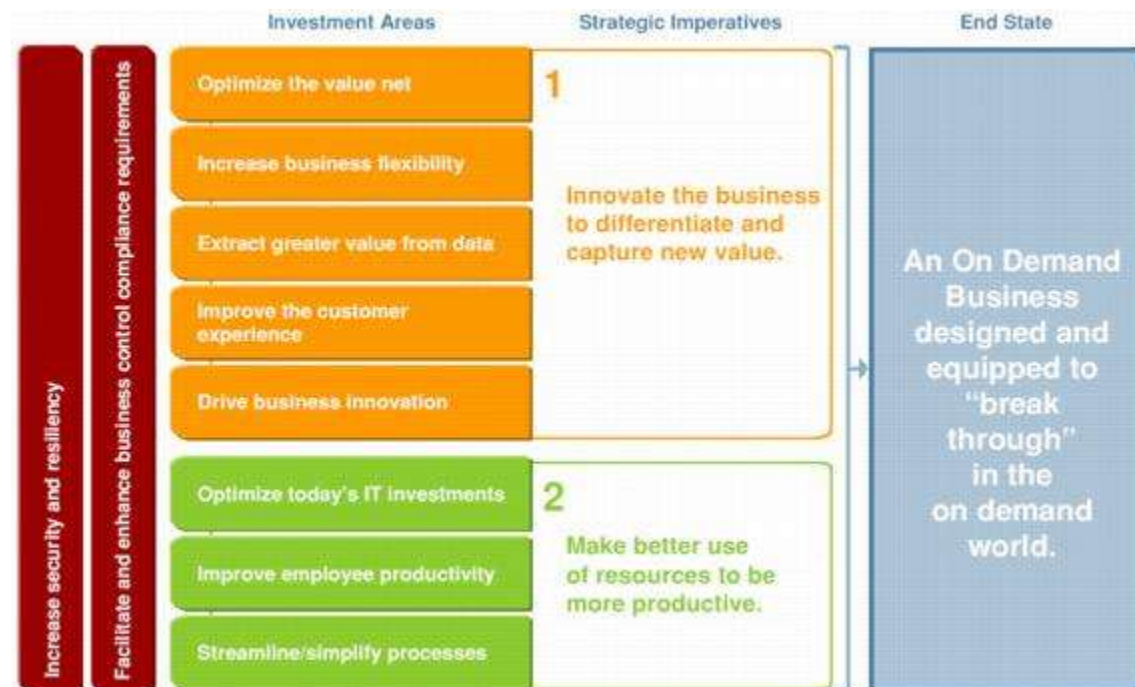 Investment Areas
Strategic Imperatives
End State
Increase security and resiliency
Facilitate and enhance business control compliance requirements
Optimize the value net
Increase business flexibility
Extract greater value from data
Improve the customer
experience
Drive business innovation
1
Innovate the business
to differentiate and
capture new value.
Optimize today's IT investments
Improve employee productivity
Streamline/simplify processes
2
Make better use
of resources to be
more productive.
An On Demand
Business
designed and
equipped to
“break
through”
in the
on demand
world.